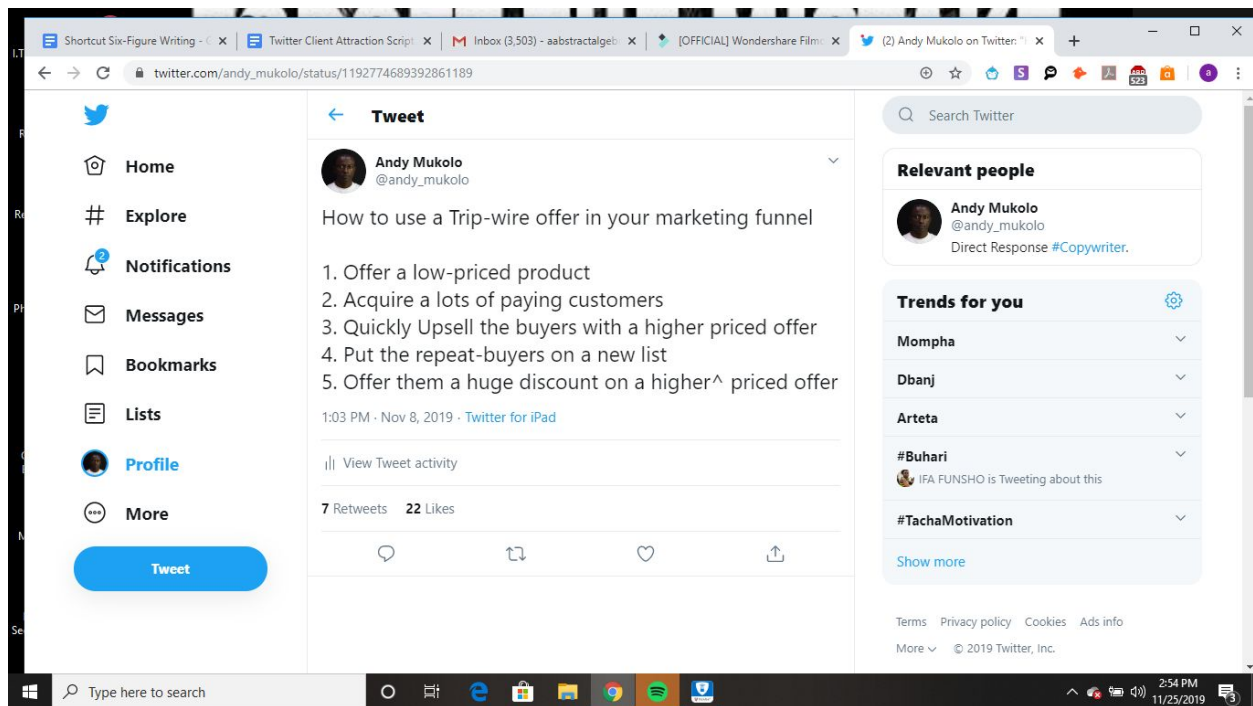 Shortcut Six-Figure Writing - G
Twitter Client Attraction Script
Inbox (3,503) - aabstractalgeb
[OFFICIAL] Wondershare Filmo
(2) Andy Mukolo on Twitter: "H
twitter.com/andy_mukolo/status/1192774689392861189
523
Home
Explore
2
Notifications
Messages
Bookmarks
Lists
Profile
More
Tweet
Tweet
Andy Mukolo
@andy_mukolo
How to use a Trip-wire offer in your marketing funnel
1. Offer a low-priced product
2. Acquire a lots of paying customers
3. Quickly Upsell the buyers with a higher priced offer
4. Put the repeat-buyers on a new list
5. Offer them a huge discount on a higher^ priced offer
1:03 PM · Nov 8, 2019 · Twitter for iPad
View Tweet activity
7 Retweets 22 Likes
Search Twitter
Relevant people
Andy Mukolo
@andy_mukolo
Direct Response #Copywriter.
Trends for you
Mompha
Dbanj
Arteta
#Buhari
IFA FUNSHO is Tweeting about this
#TachaMotivation
Show more
Terms Privacy policy Cookies Ads info
More © 2019 Twitter, Inc.
Type here to search
2:54 PM
11/25/2019
3